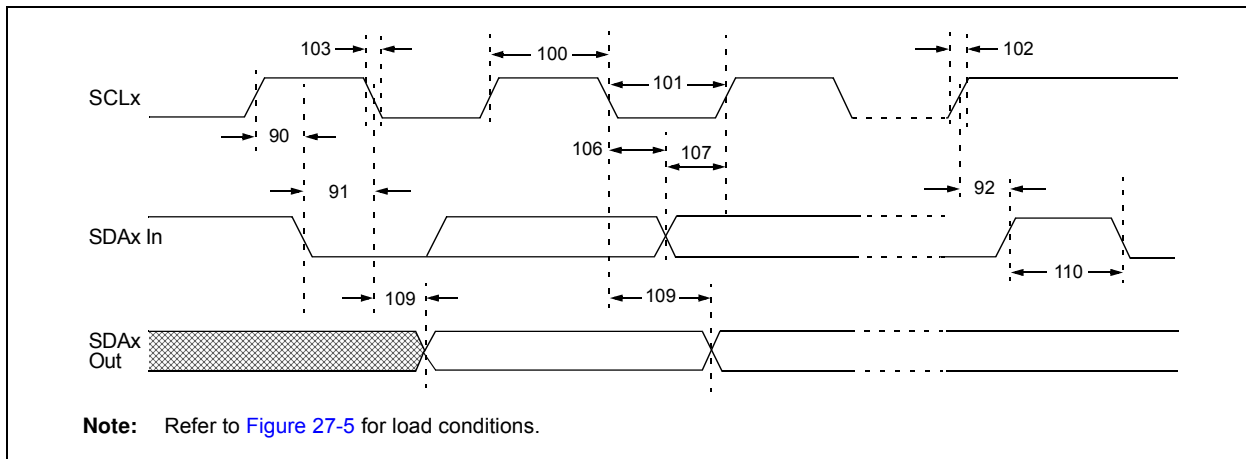 103
100
101
102
SCLx
90
106
107
91
92
SDAx In
109
109
110
SDAx
Out
Note: Refer to Figure 27-5 for load conditions.